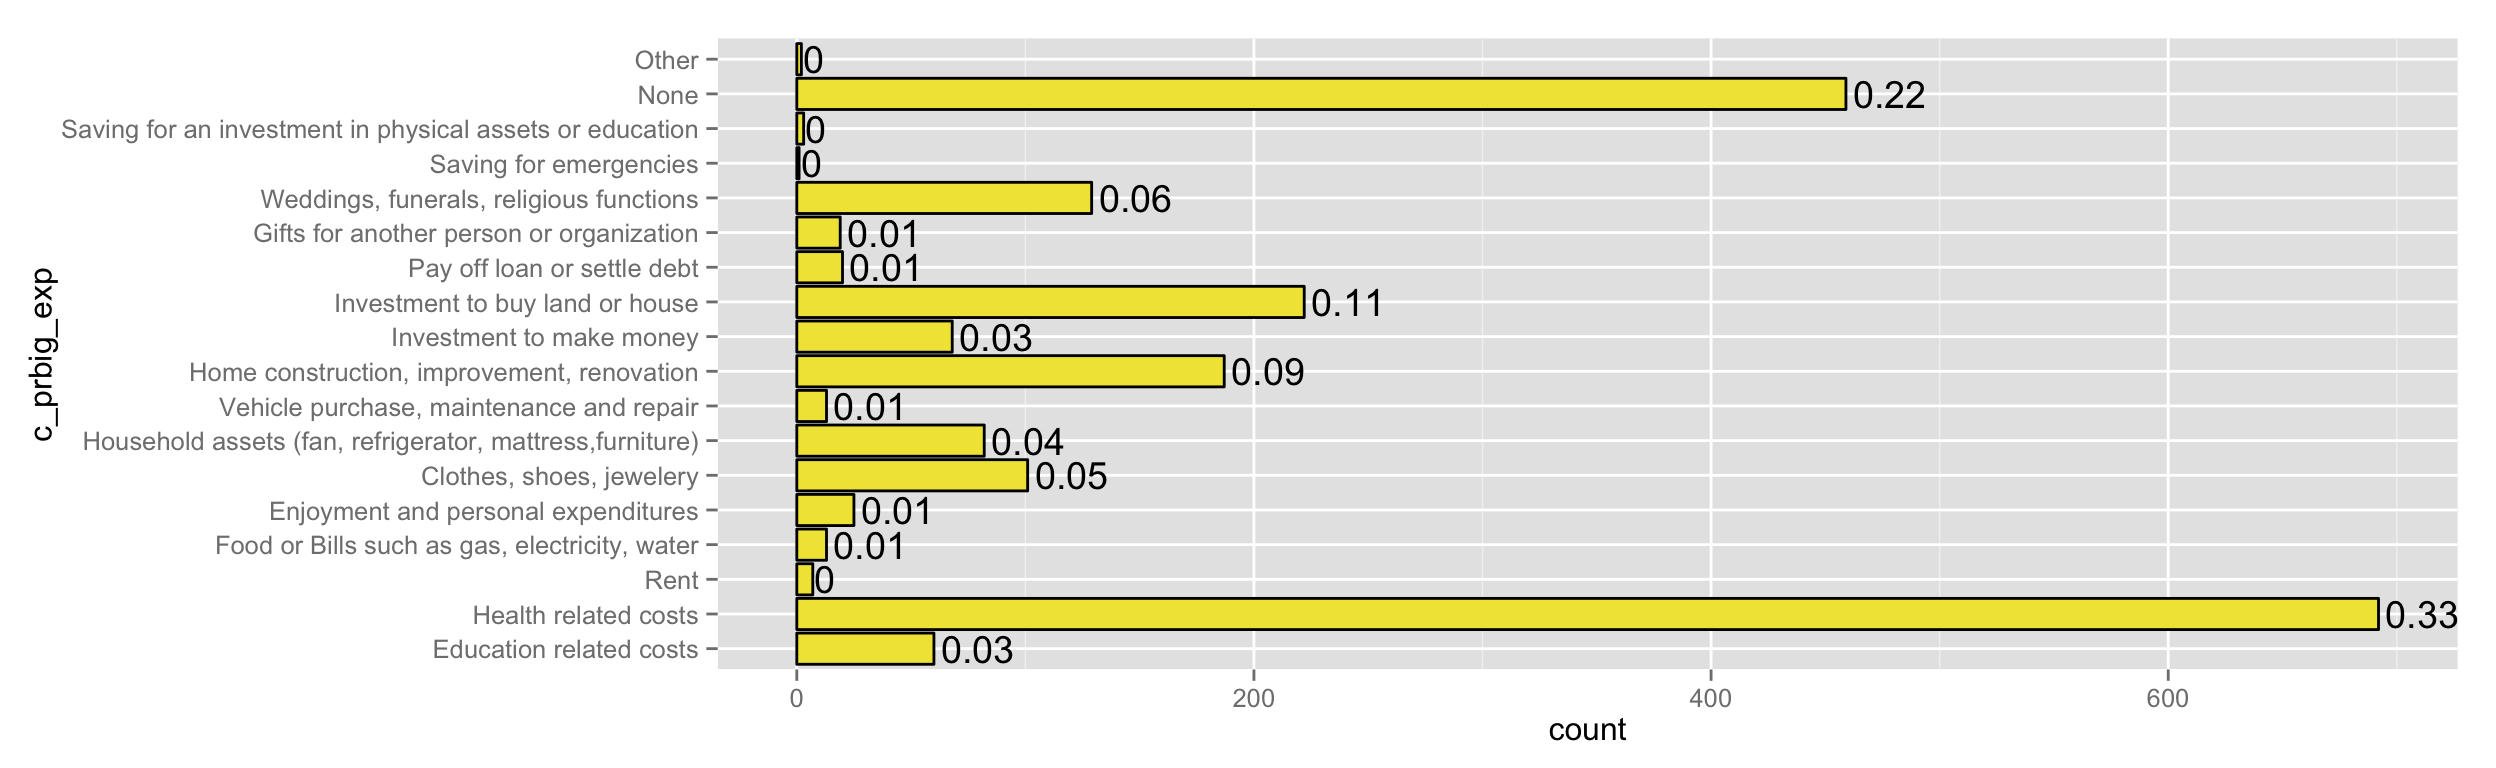 Other 0
None 0.22
Saving for an investment in physical assets or education 0
Saving for emergencies 0
Weddings, funerals, religious functions 0.06
Gifts for another person or organization 0.01
Pay off loan or settle debt 0.01
Investment to buy land or house 0.11
Investment to make money 0.03
Home construction, improvement, renovation 0.09
Vehicle purchase, maintenance and repair 0.01
Household assets (fan, refrigerator, mattress,furniture) 0.04
Clothes, shoes, jewelery 0.05
Enjoyment and personal expenditures 0.01
Food or Bills such as gas, electricity, water 0.01
Rent 0
Health related costs 0.33
Education related costs 0.03
c_prbig_exp
0 200 400 600
count